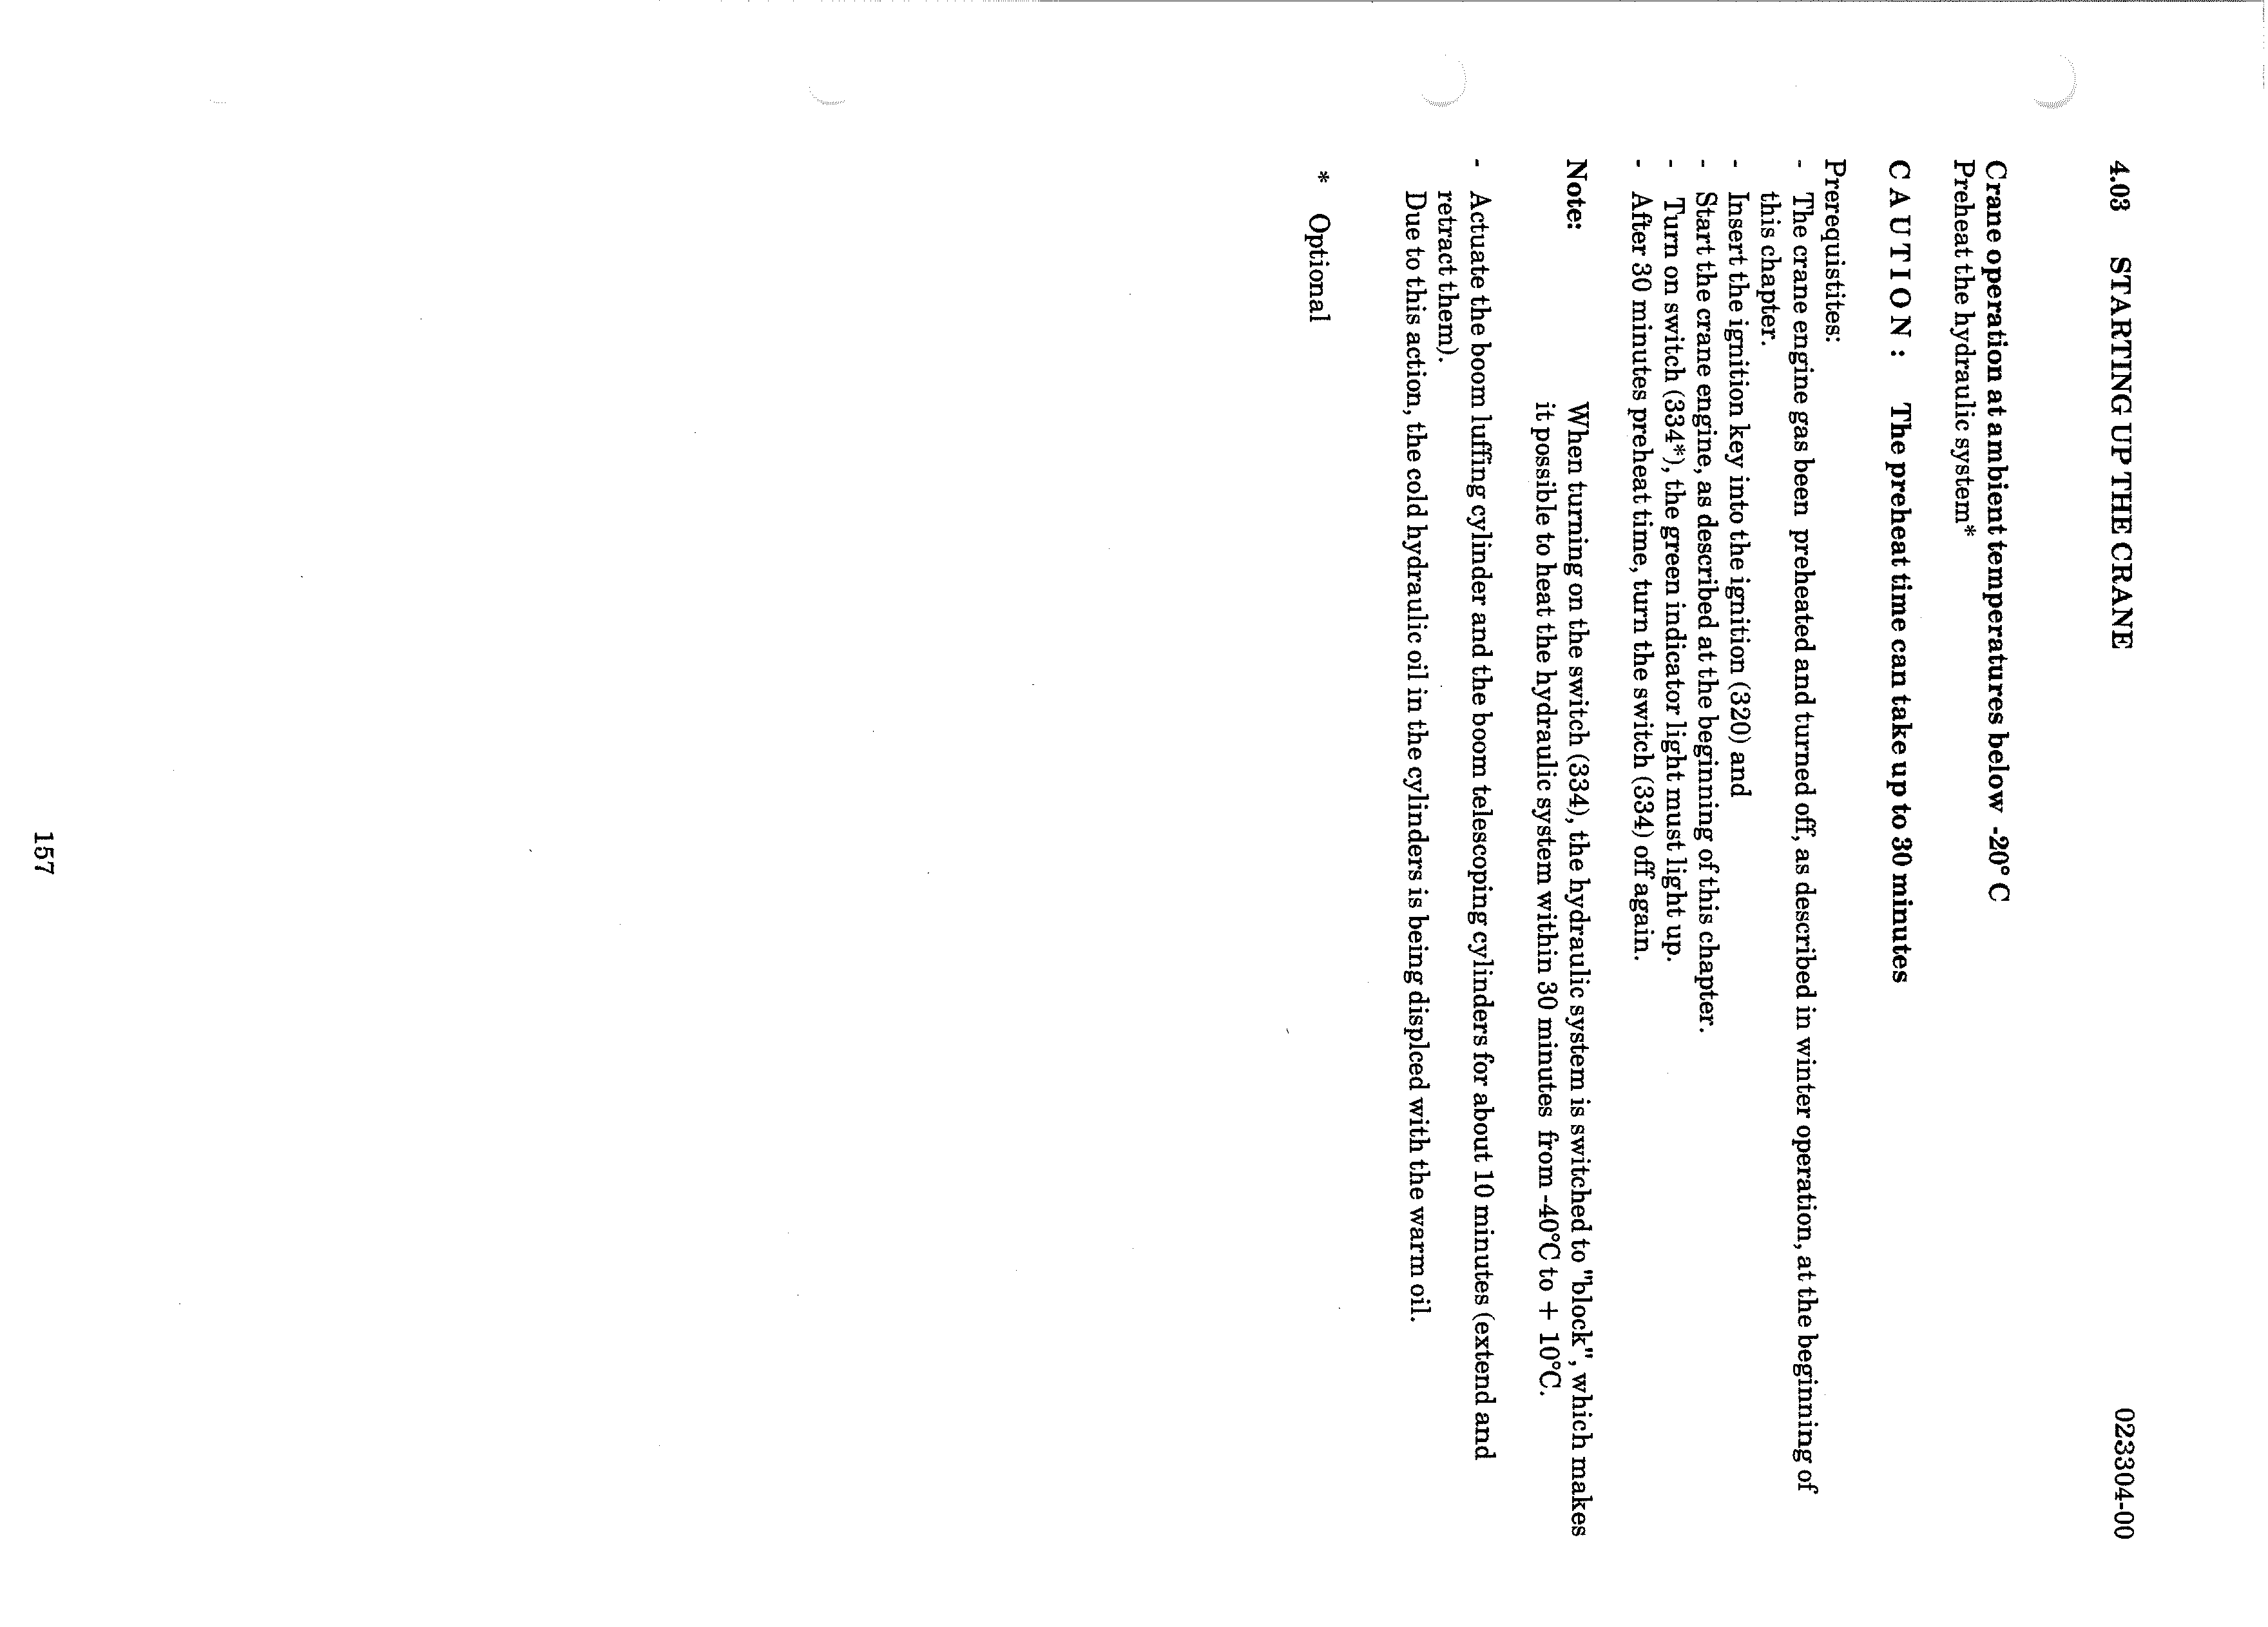 4.03 STARTING UP THE CRANE 023304-00
Crane operation at ambient temperatures below -20° C
Preheat the hydraulic system*
CAUTION: The preheat time can take up to 30 minutes
Prerequistites:
- The crane engine gas been preheated and turned off, as described in winter operation, at the beginning of
this chapter.
- Insert the ignition key into the ignition (320) and
- Start the crane engine, as described at the beginning of this chapter.
- Turn on switch (334*), the green indicator light must light up.
- After 30 minutes preheat time, turn the switch (334) off again.
Note: When turning on the switch (334), the hydraulic system is switched to "block", which makes
it possible to heat the hydraulic system within 30 minutes from -40°C to + 10°C.
- Actuate the boom luffing cylinder and the boom telescoping cylinders for about 10 minutes (extend and
retract them).
Due to this action, the cold hydraulic oil in the cylinders is being displced with the warm oil.
* Optional
157